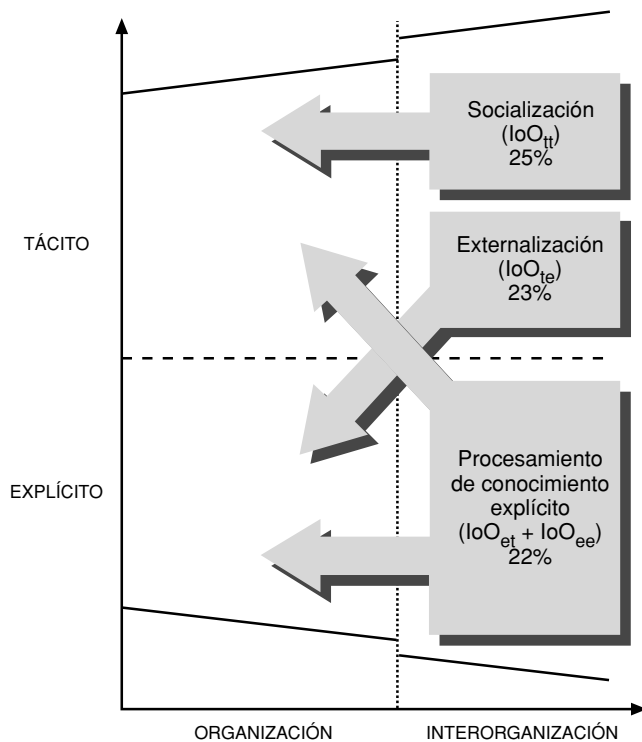 Socialización
(IoOtt)
25%
TÁCITO
Externalización
(IoOte)
23%
EXPLÍCITO
Procesamiento
de conocimiento
explícito
(IoOet + IoOee)
22%
ORGANIZACIÓN
INTERORGANIZACIÓN